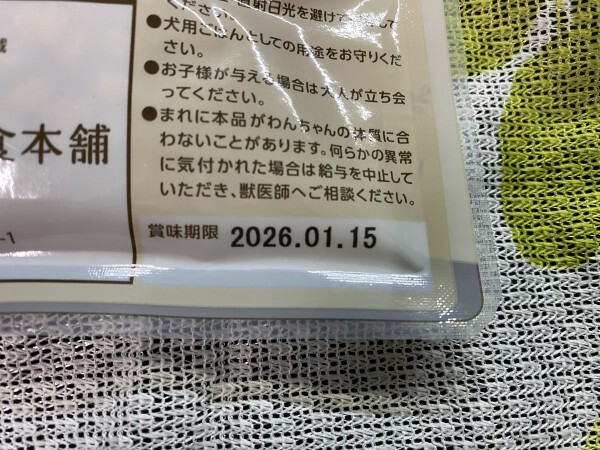 直射日光を避けて
●犬用ごはんとしての用途をお守りくだ
さい。
●お子様が与える場合は大人が立ち会
ってください。
●まれに本品がわんちゃんの体質に合
わないことがあります。何らかの異常
に気付かれた場合は給与を中止して
いただき、獣医師へご相談ください。
食本舗
-1
賞味期限 2026.01.15